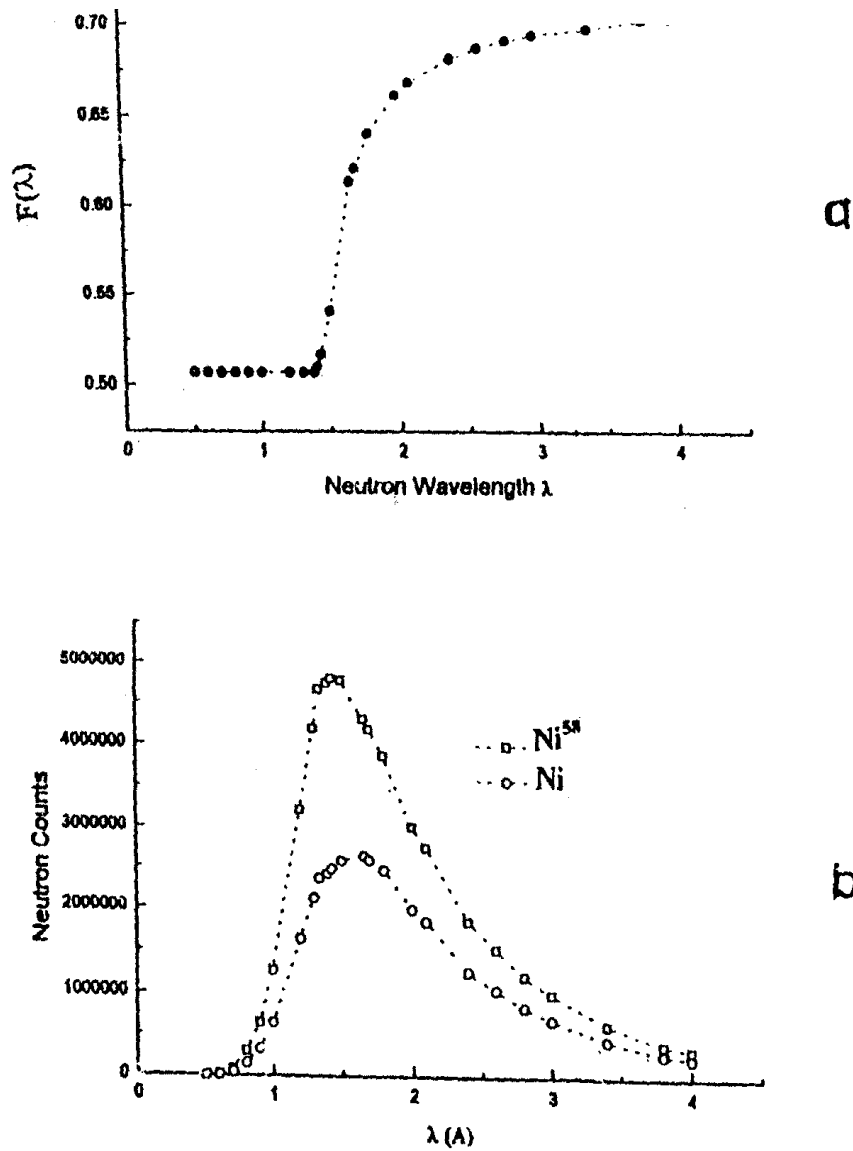 0.70
0.65
0.60
0.55
0.50
F(λ)
0
1
2
3
4
Neutron Wavelength λ
a
5000000
4000000
3000000
2000000
1000000
0
Neutron Counts
Ni⁵⁸
Ni
0
1
2
3
4
λ (A)
b